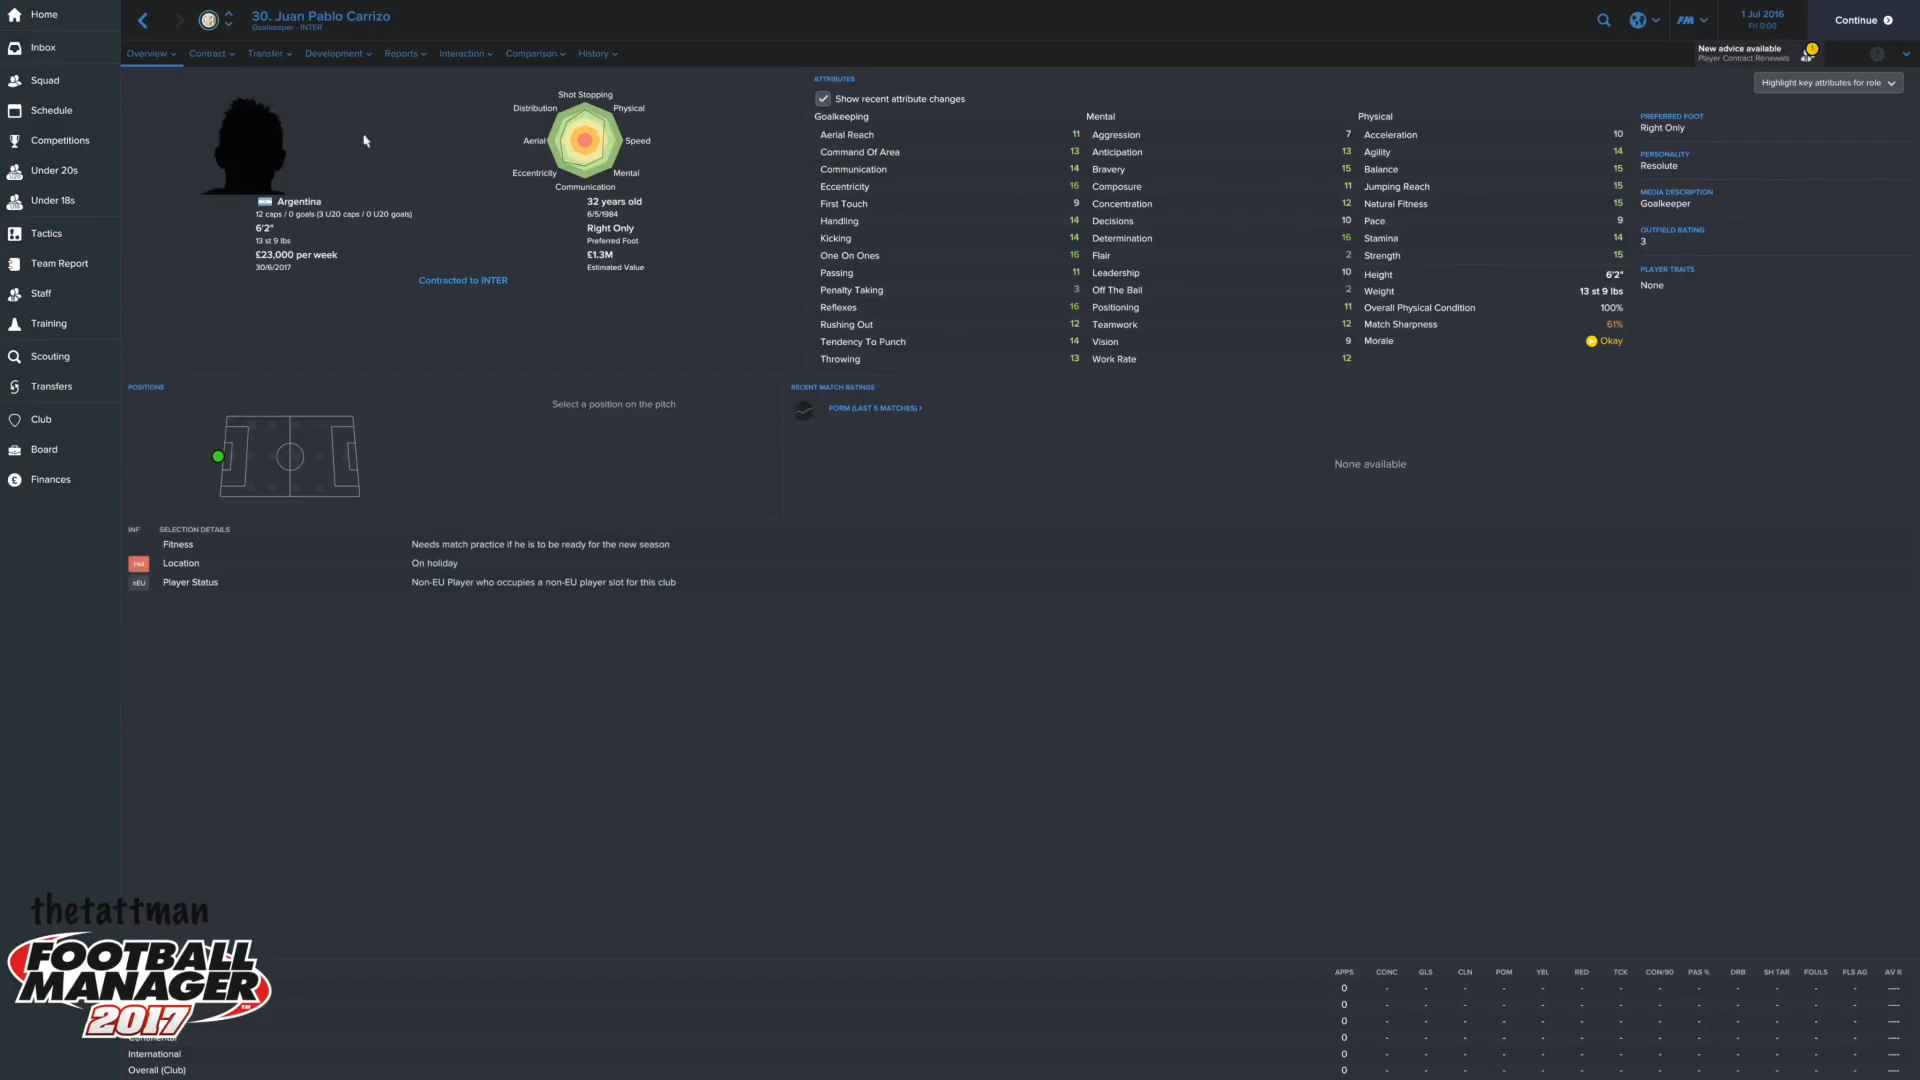 Home
Inbox
Squad
Schedule
Competitions
Under 20s
Under 18s
Tactics
Team Report
Staff
Training
Scouting
Transfers
Club
Board
Finances
30. Juan Pablo Carrizo
Goalkeeper - INTER
FM
1 Jul 2016
Fri 0:00
Continue
Overview Contract Transfer Development Reports Interaction Comparison History
New advice available
Player Contract Renewals
1
?
Shot Stopping
Distribution Physical
Aerial Speed
Eccentricity Mental
Communication
Argentina
12 caps / 0 goals (3 U20 caps / 0 U20 goals)
6'2"
13 st 9 lbs
£23,000 per week
30/6/2017
32 years old
6/5/1984
Right Only
Preferred Foot
£1.3M
Estimated Value
Contracted to INTER
ATTRIBUTES
Show recent attribute changes
Highlight key attributes for role
Goalkeeping Mental Physical
Aerial Reach 11 Aggression 7 Acceleration 10
Command Of Area 13 Anticipation 13 Agility 14
Communication 14 Bravery 15 Balance 15
Eccentricity 16 Composure 11 Jumping Reach 15
First Touch 9 Concentration 12 Natural Fitness 15
Handling 14 Decisions 10 Pace 9
Kicking 14 Determination 16 Stamina 14
One On Ones 16 Flair 2 Strength 15
Passing 11 Leadership 10 Height 6'2"
Penalty Taking 3 Off The Ball 2 Weight 13 st 9 lbs
Reflexes 16 Positioning 11 Overall Physical Condition 100%
Rushing Out 12 Teamwork 12 Match Sharpness 61%
Tendency To Punch 14 Vision 9 Morale Okay
Throwing 13 Work Rate 12
PREFERRED FOOT
Right Only
PERSONALITY
Resolute
MEDIA DESCRIPTION
Goalkeeper
OUTFIELD RATING
3
PLAYER TRAITS
None
POSITIONS
Select a position on the pitch
RECENT MATCH RATINGS
FORM (LAST 5 MATCHES) >
None available
INF SELECTION DETAILS
Fitness Needs match practice if he is to be ready for the new season
Hol Location On holiday
nEU Player Status Non-EU Player who occupies a non-EU player slot for this club
thetattman
FOOTBALL
MANAGER
2017
TM
APPS CONC GLS CLN POM YEL RED TCK CON/90 PAS % DRB SH TAR FOULS FLS AG AV R
0 - - - - - - - - - - - - - ----
0 - - - - - - - - - - - - - ----
0 - - - - - - - - - - - - - ----
Continental 0 - - - - - - - - - - - - - ----
International 0 - - - - - - - - - - - - - ----
Overall (Club) 0 - - - - - - - - - - - - - ----